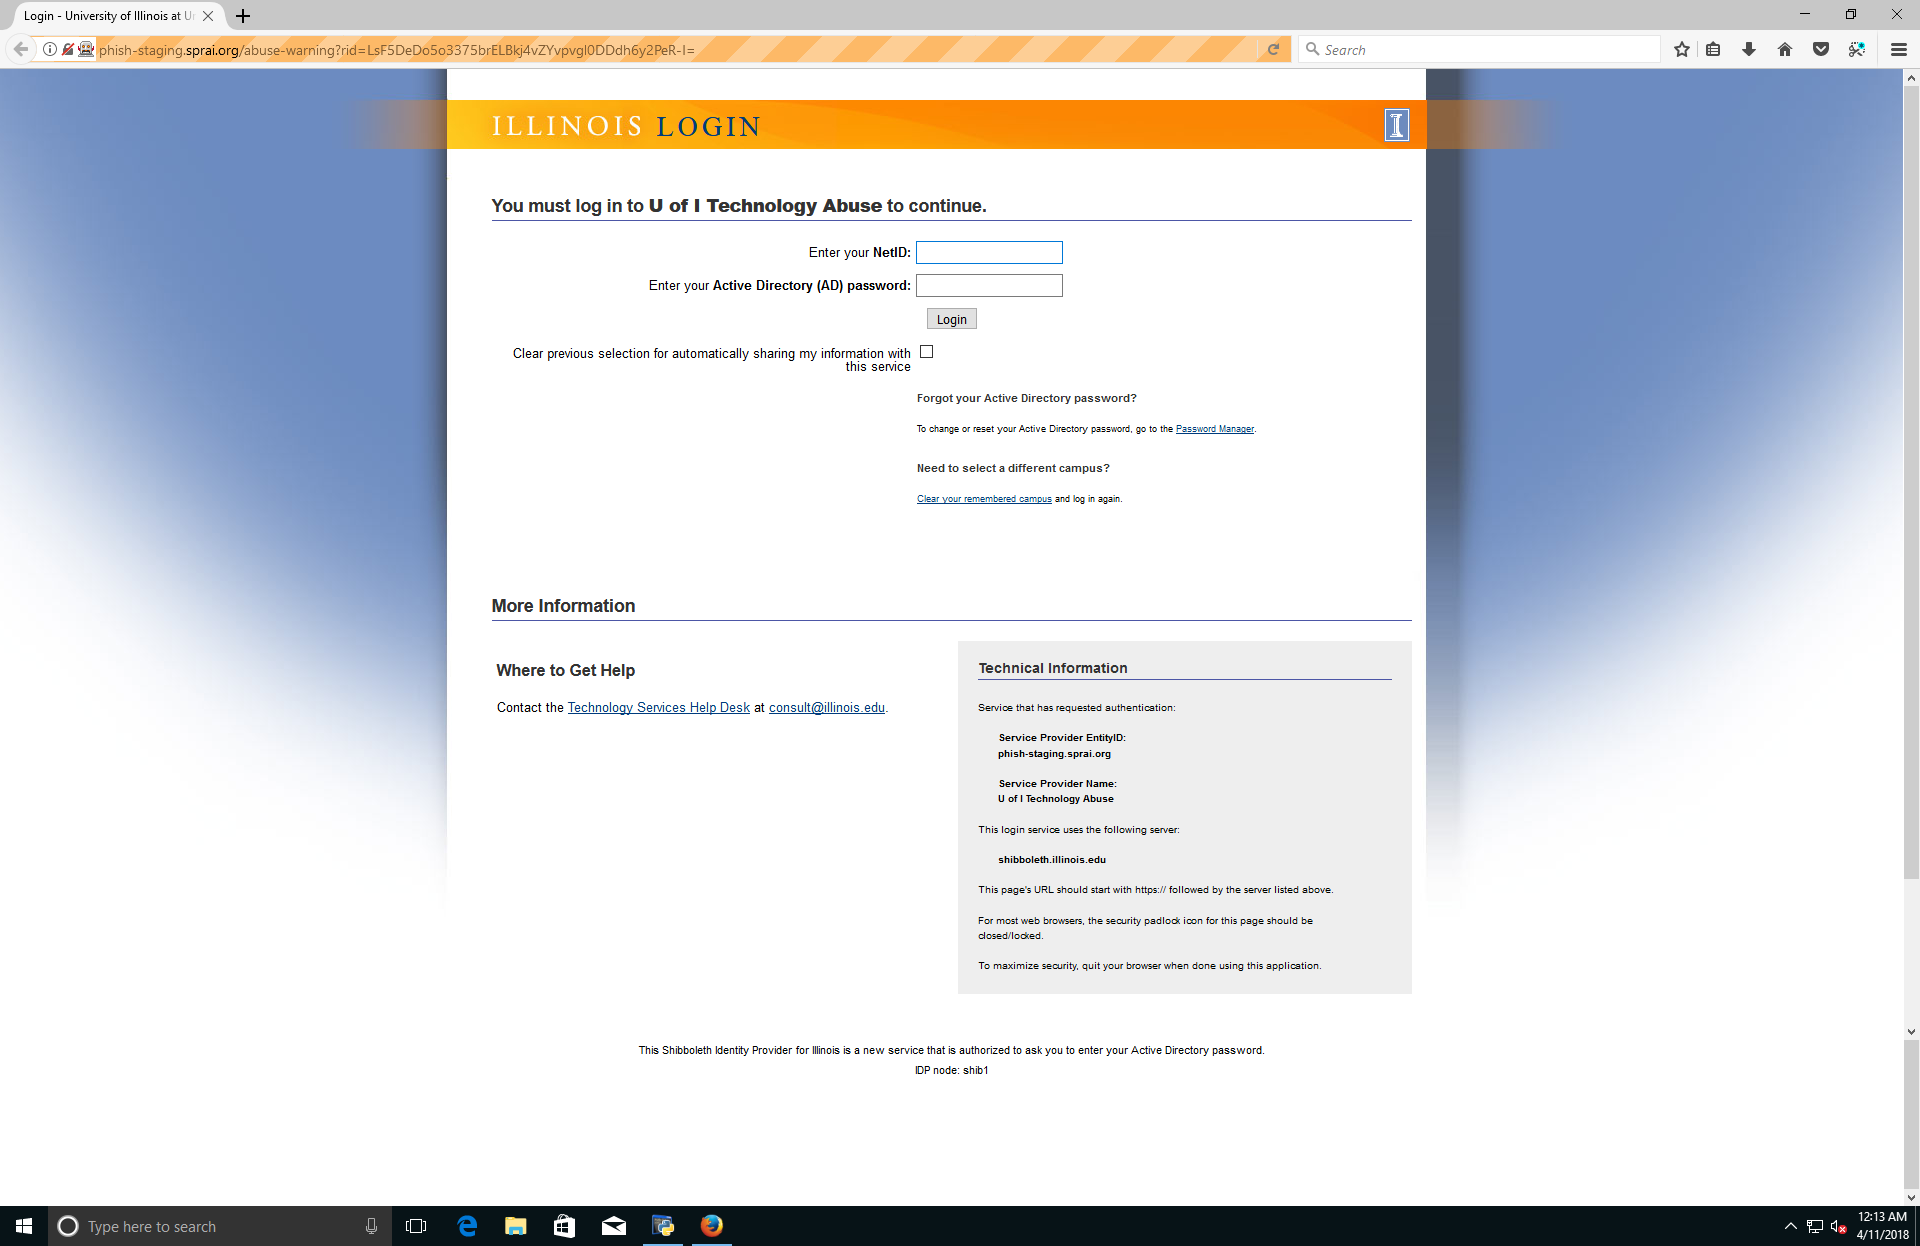 Login - University of Illinois at Ur
phish-staging.sprai.org/abuse-warning?rid=LsF5DeDo5o3375brELBkj4vZYvpvgl0DDdh6y2PeR-I=
Search
ILLINOIS LOGIN
You must log in to U of I Technology Abuse to continue.
Enter your NetID:
Enter your Active Directory (AD) password:
Login
Clear previous selection for automatically sharing my information with
this service
Forgot your Active Directory password?
To change or reset your Active Directory password, go to the Password Manager.
Need to select a different campus?
Clear your remembered campus and log in again.
More Information
Where to Get Help
Contact the Technology Services Help Desk at consult@illinois.edu.
Technical Information
Service that has requested authentication:
Service Provider EntityID:
phish-staging.sprai.org
Service Provider Name:
U of I Technology Abuse
This login service uses the following server:
shibboleth.illinois.edu
This page's URL should start with https:// followed by the server listed above.
For most web browsers, the security padlock icon for this page should be
closed/locked.
To maximize security, quit your browser when done using this application.
This Shibboleth Identity Provider for Illinois is a new service that is authorized to ask you to enter your Active Directory password.
IDP node: shib1
Type here to search
12:13 AM
4/11/2018